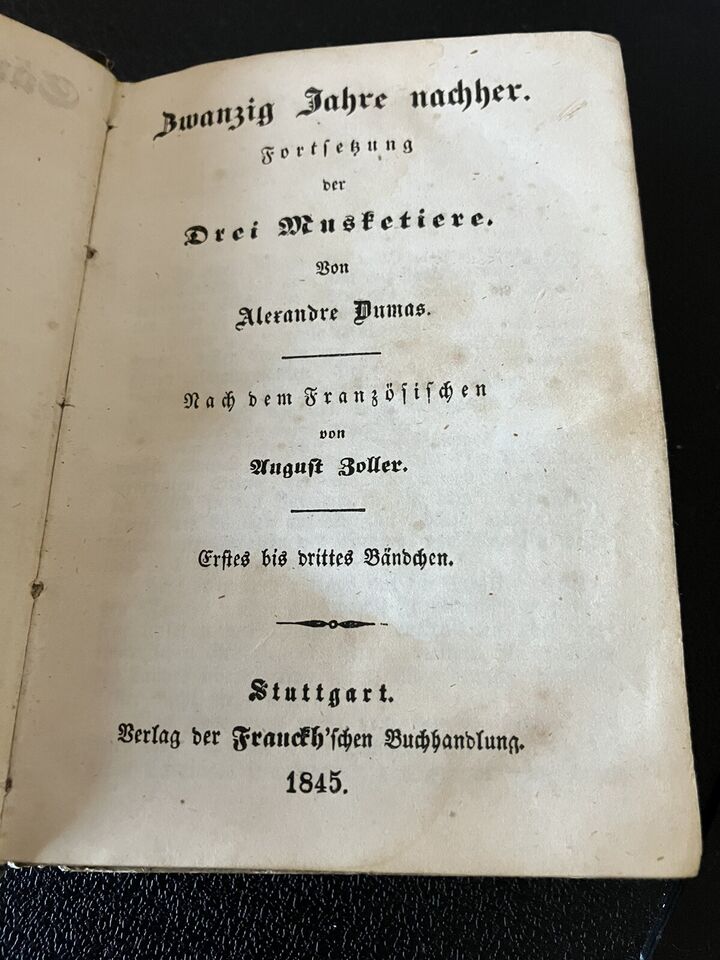 Zwanzig Jahre nachher.
Fortſetzung
der
Drei Musketiere.
Von
Alexandre Dumas.
Nach dem Franzöſiſchen
von
Auguſt Zoller.
Erſtes bis drittes Bändchen.
Stuttgart.
Verlag der Franckh'ſchen Buchhandlung.
1845.